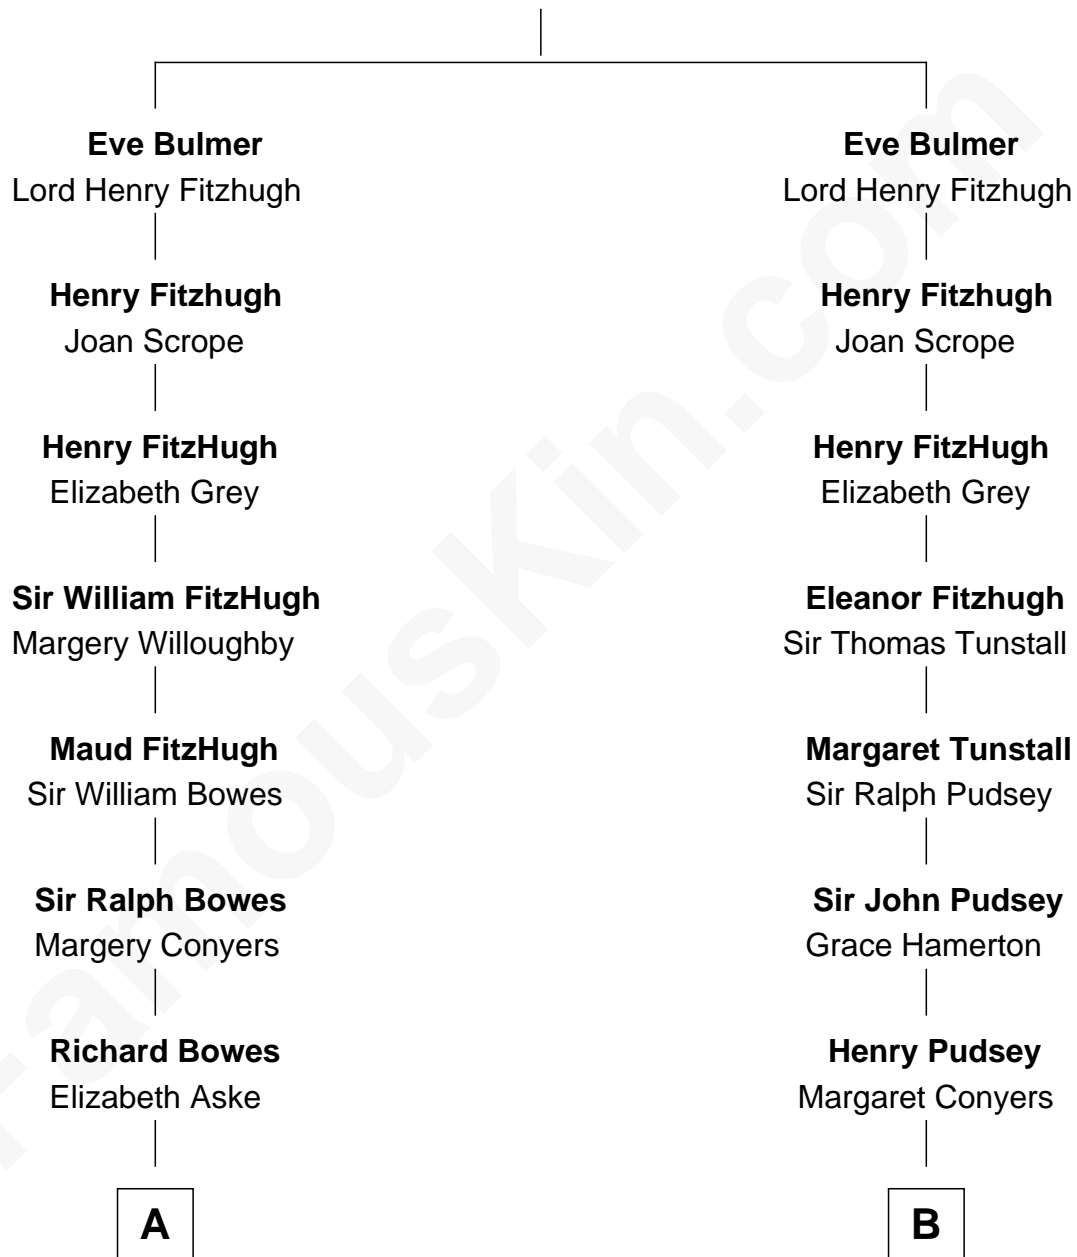 Eve Bulmer
Lord Henry Fitzhugh
Henry Fitzhugh
Joan Scrope
Henry FitzHugh
Elizabeth Grey
Sir William FitzHugh
Margery Willoughby
Maud FitzHugh
Sir William Bowes
Sir Ralph Bowes
Margery Conyers
Richard Bowes
Elizabeth Aske
A
Eve Bulmer
Lord Henry Fitzhugh
Henry Fitzhugh
Joan Scrope
Henry FitzHugh
Elizabeth Grey
Eleanor Fitzhugh
Sir Thomas Tunstall
Margaret Tunstall
Sir Ralph Pudsey
Sir John Pudsey
Grace Hamerton
Henry Pudsey
Margaret Conyers
B
FamousKin.com